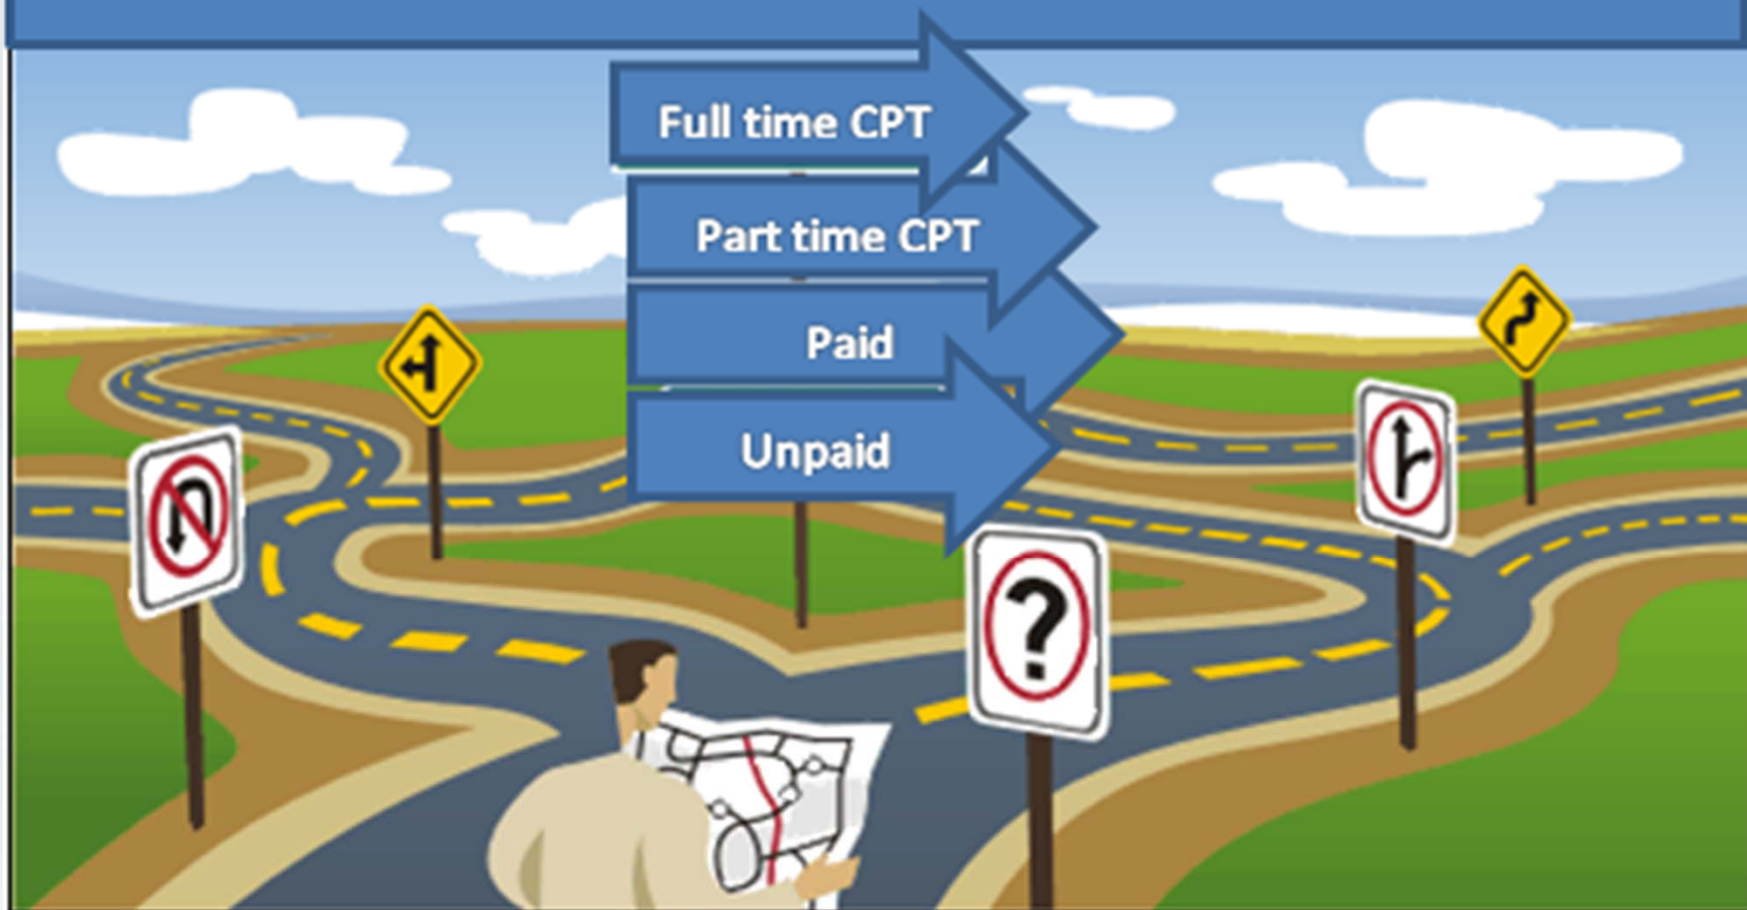 Full time CPT
Part time CPT
Paid
Unpaid
?